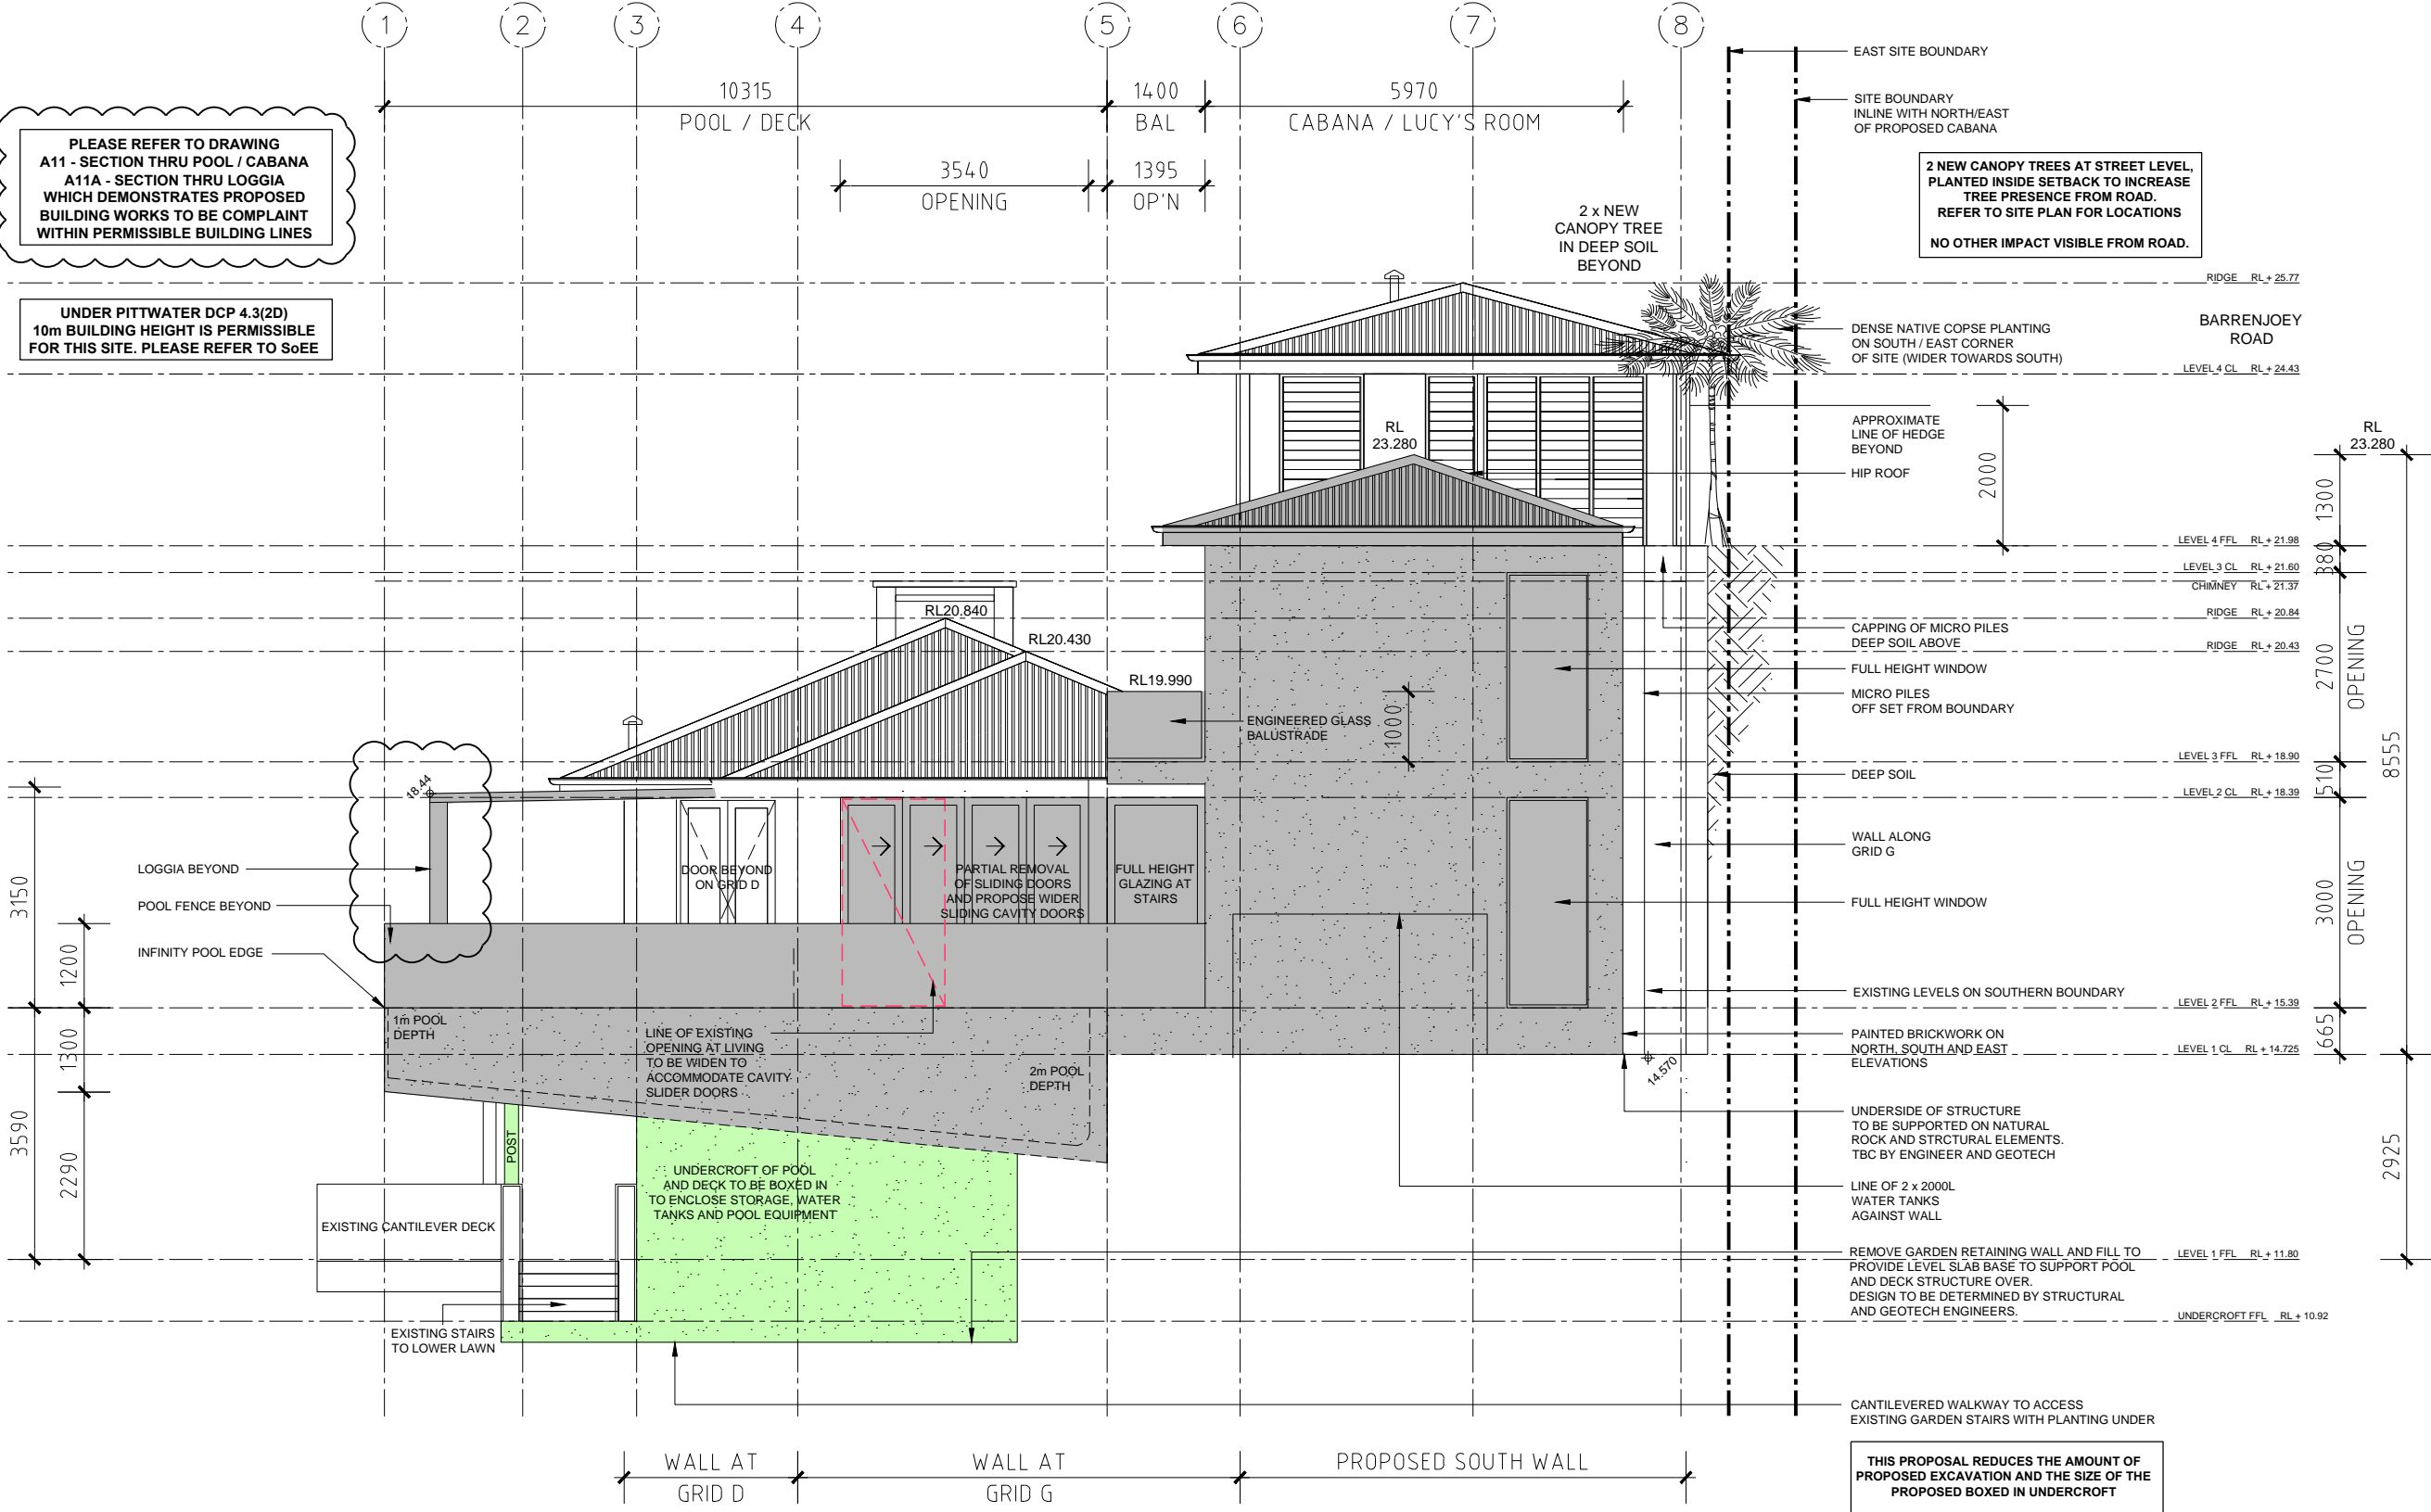 1
2
3
4
5
6
7
8
10315
POOL / DECK
1400
BAL
5970
CABANA / LUCY'S ROOM
3540
OPENING
1395
OP'N
PLEASE REFER TO DRAWING
A11 - SECTION THRU POOL / CABANA
A11A - SECTION THRU LOGGIA
WHICH DEMONSTRATES PROPOSED
BUILDING WORKS TO BE COMPLAINT
WITHIN PERMISSIBLE BUILDING LINES
UNDER PITTWATER DCP 4.3(2D)
10m BUILDING HEIGHT IS PERMISSIBLE
FOR THIS SITE. PLEASE REFER TO SoEE
EAST SITE BOUNDARY
SITE BOUNDARY
INLINE WITH NORTH/EAST
OF PROPOSED CABANA
2 NEW CANOPY TREES AT STREET LEVEL,
PLANTED INSIDE SETBACK TO INCREASE
TREE PRESENCE FROM ROAD.
REFER TO SITE PLAN FOR LOCATIONS
NO OTHER IMPACT VISIBLE FROM ROAD.
2 x NEW
CANOPY TREE
IN DEEP SOIL
BEYOND
RIDGE RL + 25.77
BARRENJOEY
ROAD
DENSE NATIVE COPSE PLANTING
ON SOUTH / EAST CORNER
OF SITE (WIDER TOWARDS SOUTH)
LEVEL 4 CL RL + 24.43
APPROXIMATE
LINE OF HEDGE
BEYOND
HIP ROOF
2000
RL
23.280
RL
23.280
1300
LEVEL 4 FFL RL + 21.98
380
LEVEL 3 CL RL + 21.60
CHIMNEY RL + 21.37
RIDGE RL + 20.84
RIDGE RL + 20.43
CAPPING OF MICRO PILES
DEEP SOIL ABOVE
FULL HEIGHT WINDOW
MICRO PILES
OFF SET FROM BOUNDARY
2700
OPENING
RL20.840
RL20.430
RL19.990
ENGINEERED GLASS
BALUSTRADE
1000
LEVEL 3 FFL RL + 18.90
DEEP SOIL
510
LEVEL 2 CL RL + 18.39
8555
18.44
WALL ALONG
GRID G
FULL HEIGHT WINDOW
3000
OPENING
LOGGIA BEYOND
POOL FENCE BEYOND
INFINITY POOL EDGE
3150
1200
DOOR BEYOND
ON GRID D
PARTIAL REMOVAL
OF SLIDING DOORS
AND PROPOSE WIDER
SLIDING CAVITY DOORS
FULL HEIGHT
GLAZING AT
STAIRS
EXISTING LEVELS ON SOUTHERN BOUNDARY
LEVEL 2 FFL RL + 15.39
665
PAINTED BRICKWORK ON
NORTH, SOUTH AND EAST
ELEVATIONS
LEVEL 1 CL RL + 14.725
14.570
1m POOL
DEPTH
LINE OF EXISTING
OPENING AT LIVING
TO BE WIDEN TO
ACCOMMODATE CAVITY
SLIDER DOORS
2m POOL
DEPTH
1300
3590
2290
POST
UNDERCROFT OF POOL
AND DECK TO BE BOXED IN
TO ENCLOSE STORAGE, WATER
TANKS AND POOL EQUIPMENT
UNDERSIDE OF STRUCTURE
TO BE SUPPORTED ON NATURAL
ROCK AND STRCTURAL ELEMENTS.
TBC BY ENGINEER AND GEOTECH
2925
LINE OF 2 x 2000L
WATER TANKS
AGAINST WALL
EXISTING CANTILEVER DECK
REMOVE GARDEN RETAINING WALL AND FILL TO
PROVIDE LEVEL SLAB BASE TO SUPPORT POOL
AND DECK STRUCTURE OVER.
DESIGN TO BE DETERMINED BY STRUCTURAL
AND GEOTECH ENGINEERS.
LEVEL 1 FFL RL + 11.80
UNDERCROFT FFL RL + 10.92
EXISTING STAIRS
TO LOWER LAWN
CANTILEVERED WALKWAY TO ACCESS
EXISTING GARDEN STAIRS WITH PLANTING UNDER
WALL AT
GRID D
WALL AT
GRID G
PROPOSED SOUTH WALL
THIS PROPOSAL REDUCES THE AMOUNT OF
PROPOSED EXCAVATION AND THE SIZE OF THE
PROPOSED BOXED IN UNDERCROFT